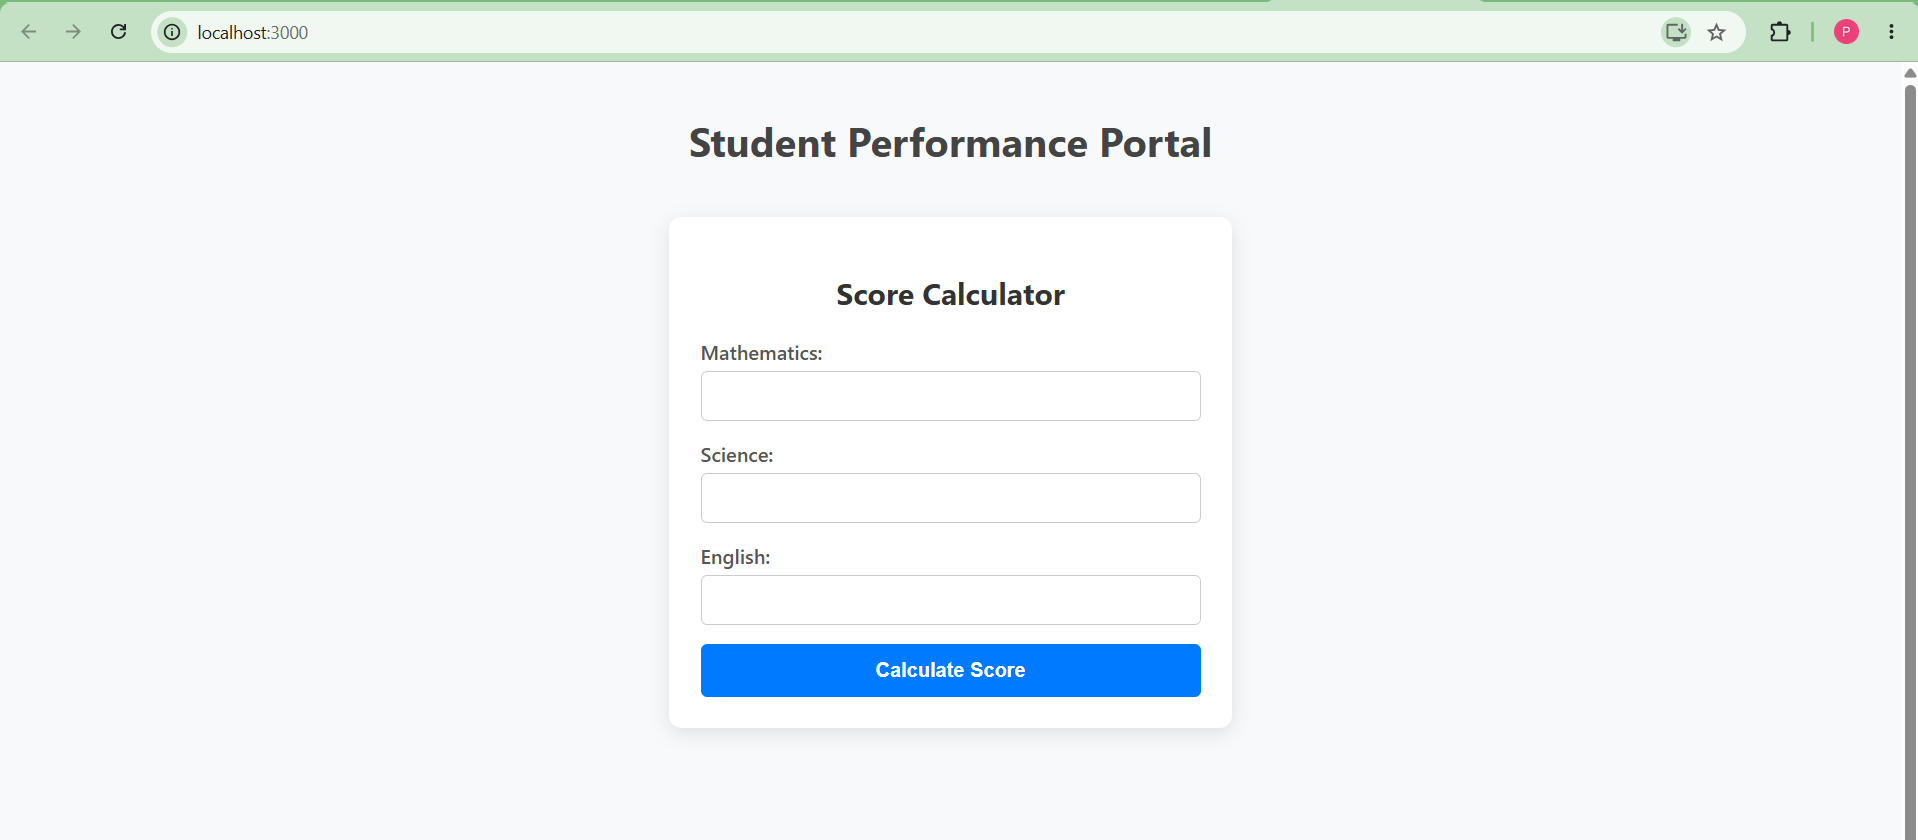 localhost:3000
P
Student Performance Portal
Score Calculator
Mathematics:
Science:
English:
Calculate Score